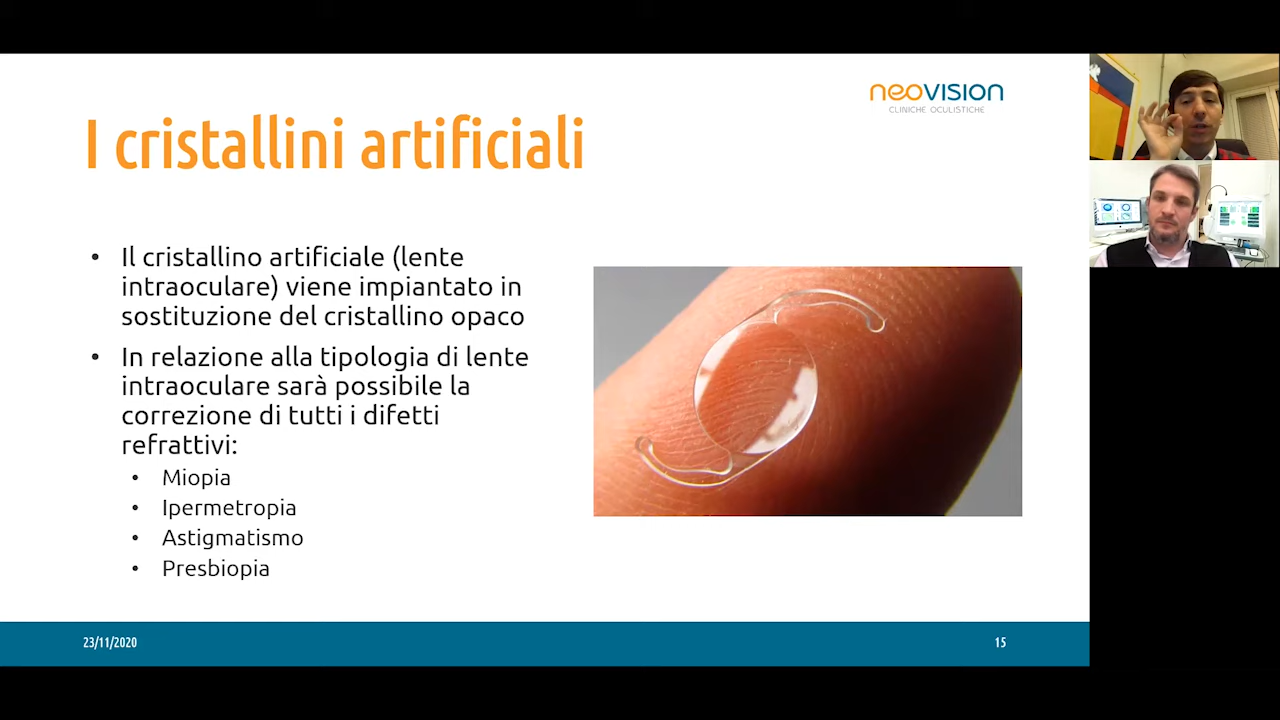 neovision
CLINICHE OCULISTICHE
I cristallini artificiali
• Il cristallino artificiale (lente
intraoculare) viene impiantato in
sostituzione del cristallino opaco
• In relazione alla tipologia di lente
intraoculare sarà possibile la
correzione di tutti i difetti
refrattivi:
• Miopia
• Ipermetropia
• Astigmatismo
• Presbiopia
23/11/2020
15